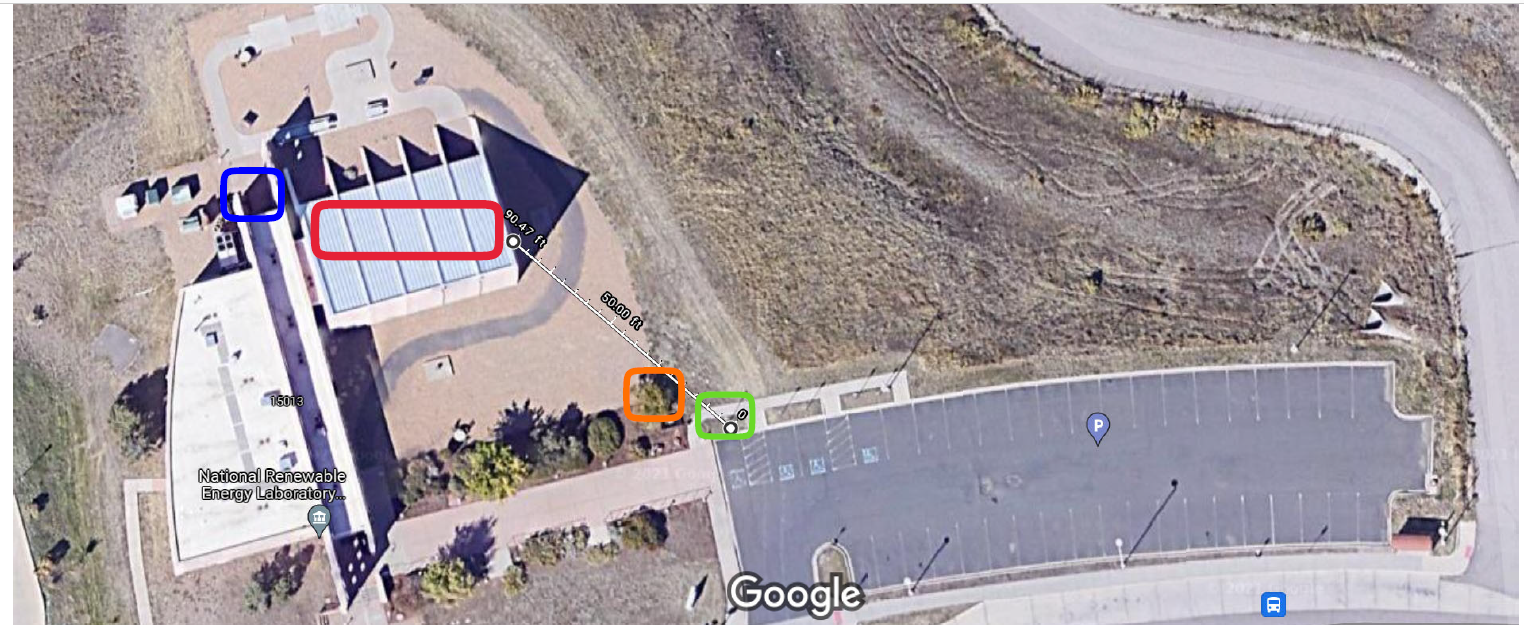 90.47 ft
50.00 ft
15013
0
P
National Renewable
Energy Laboratory...
Google